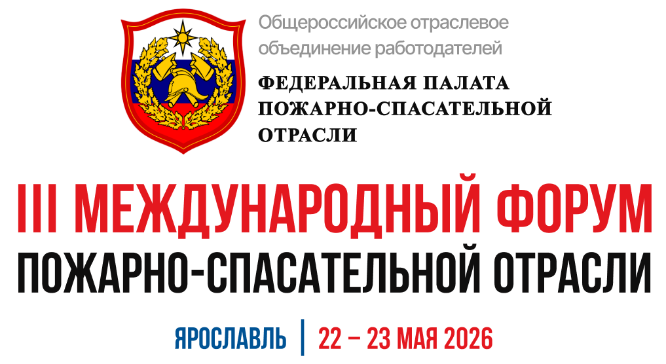 Общероссийское отраслевое
объединение работодателей
ФЕДЕРАЛЬНАЯ ПАЛАТА
ПОЖАРНО-СПАСАТЕЛЬНОЙ
ОТРАСЛИ
III МЕЖДУНАРОДНЫЙ ФОРУМ
ПОЖАРНО-СПАСАТЕЛЬНОЙ ОТРАСЛИ
ЯРОСЛАВЛЬ | 22 – 23 МАЯ 2026